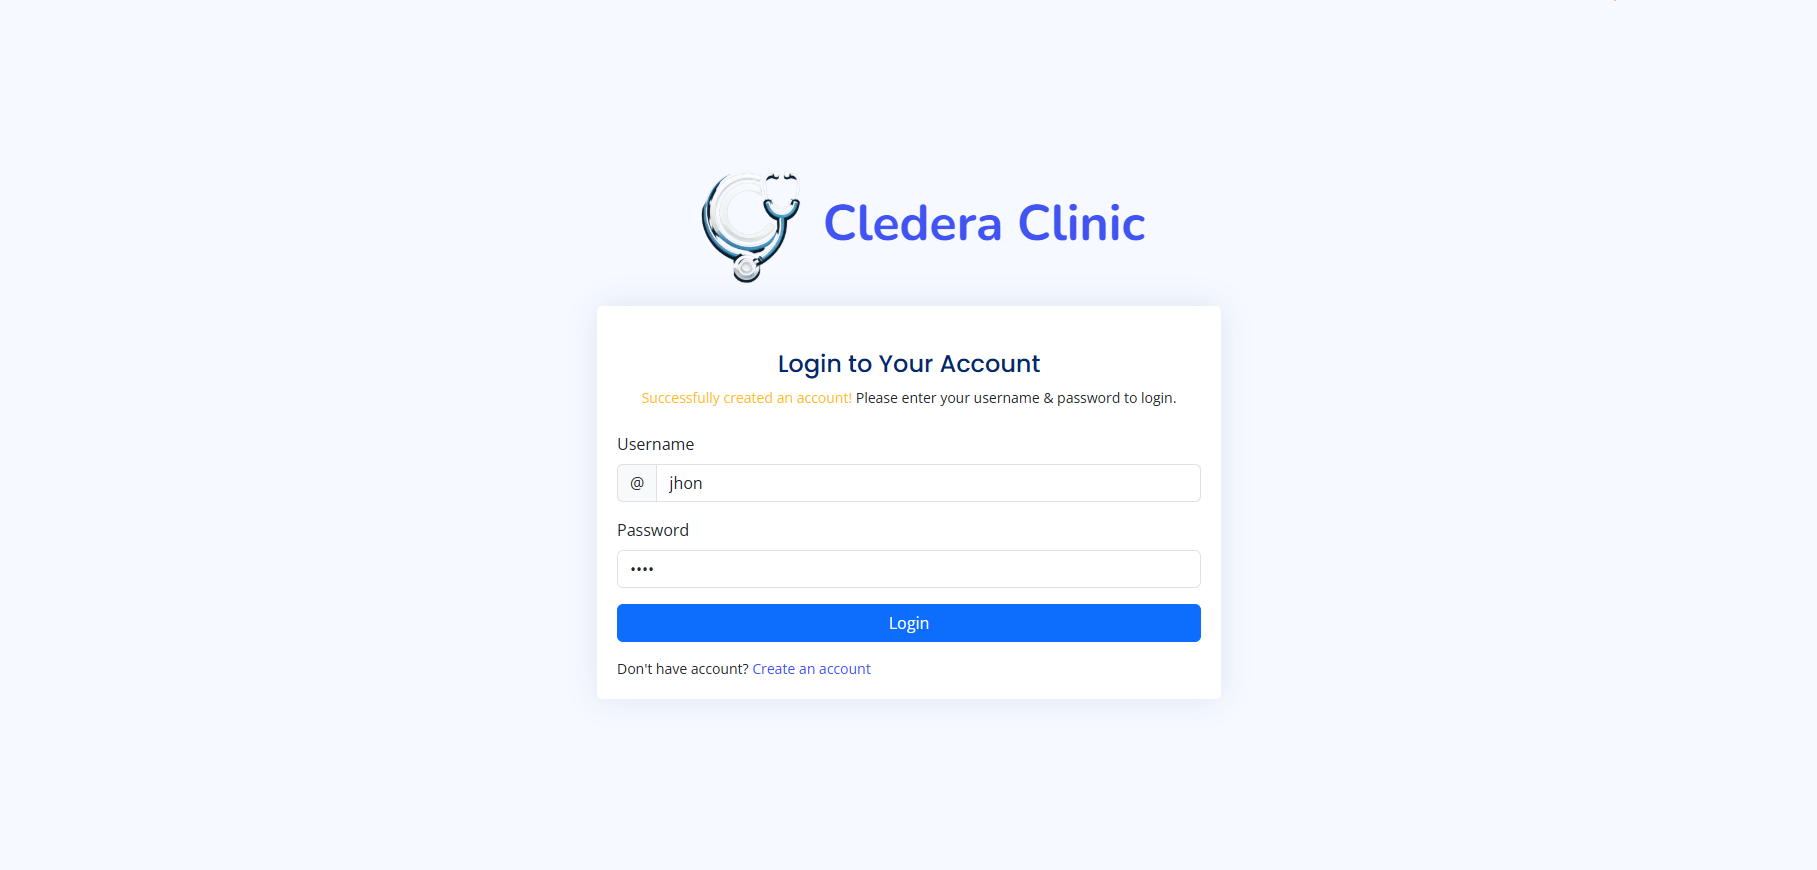 Cledera Clinic
Login to Your Account
Successfully created an account! Please enter your username & password to login.
Username
@ jhon
Password
••••
Login
Don't have account? Create an account